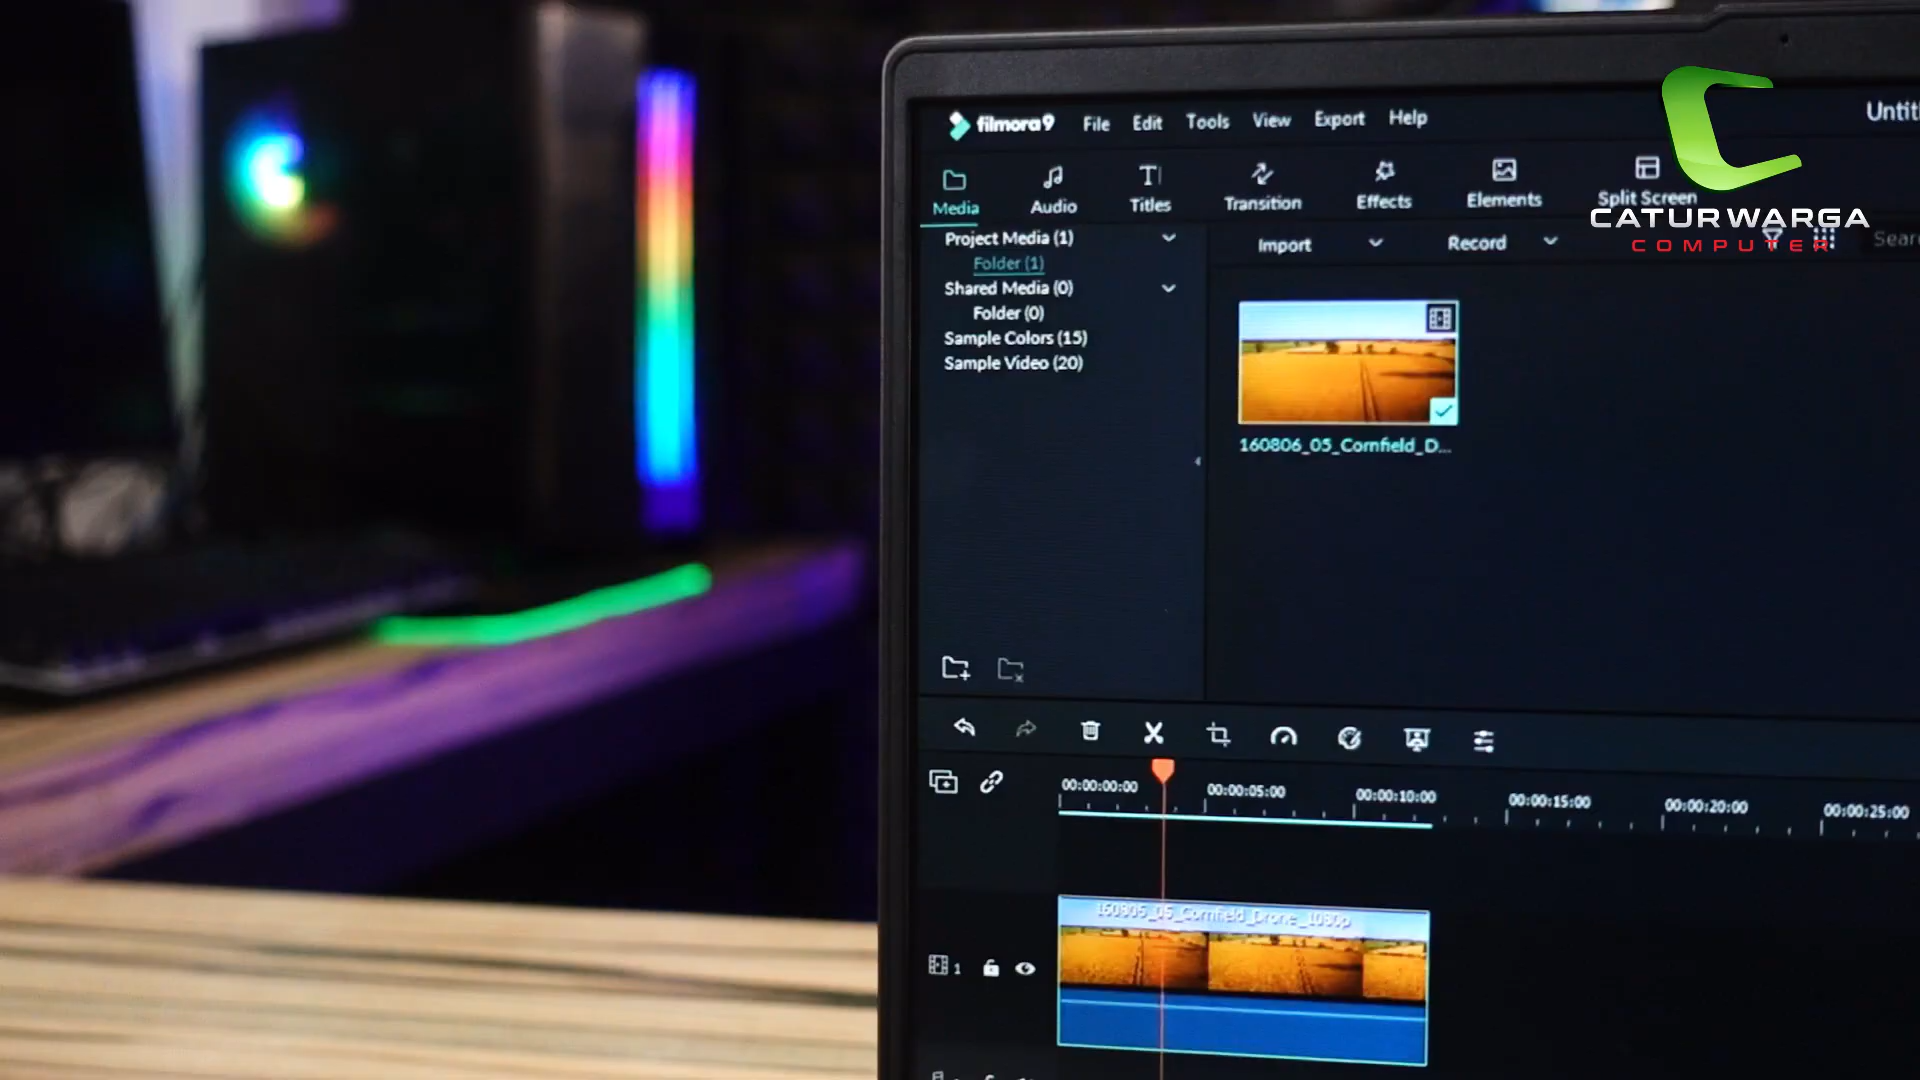 filmora9 File Edit Tools View Export Help
Media Audio Titles Transition Effects Elements Split Screen
CATURWARGA
COMPUTER
Project Media (1)
Folder (1)
Shared Media (0)
Folder (0)
Sample Colors (15)
Sample Video (20)
Import Record
160806_05_Cornfield_D...
00:00:00:00 00:00:05:00 00:00:10:00 00:00:15:00 00:00:20:00 00:00:25:00
160806_05_Cornfield_Drone_1080p
1